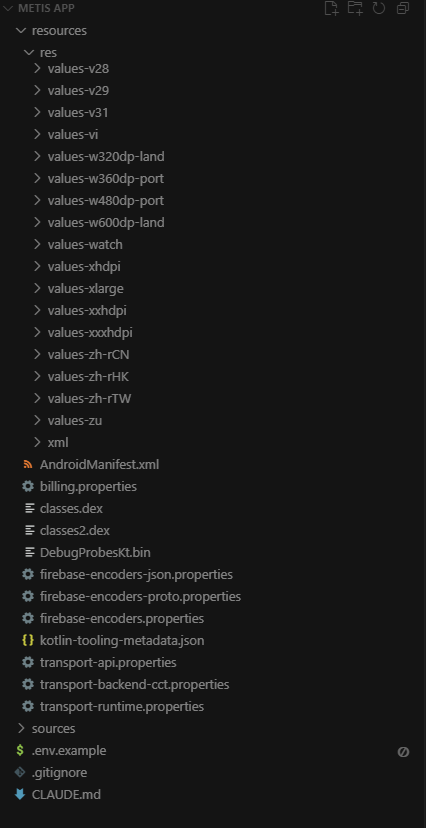 METIS APP
resources
res
values-v28
values-v29
values-v31
values-vi
values-w320dp-land
values-w360dp-port
values-w480dp-port
values-w600dp-land
values-watch
values-xhdpi
values-xlarge
values-xxhdpi
values-xxxhdpi
values-zh-rCN
values-zh-rHK
values-zh-rTW
values-zu
xml
AndroidManifest.xml
billing.properties
classes.dex
classes2.dex
DebugProbesKt.bin
firebase-encoders-json.properties
firebase-encoders-proto.properties
firebase-encoders.properties
{} kotlin-tooling-metadata.json
transport-api.properties
transport-backend-cct.properties
transport-runtime.properties
sources
$ .env.example
.gitignore
CLAUDE.md